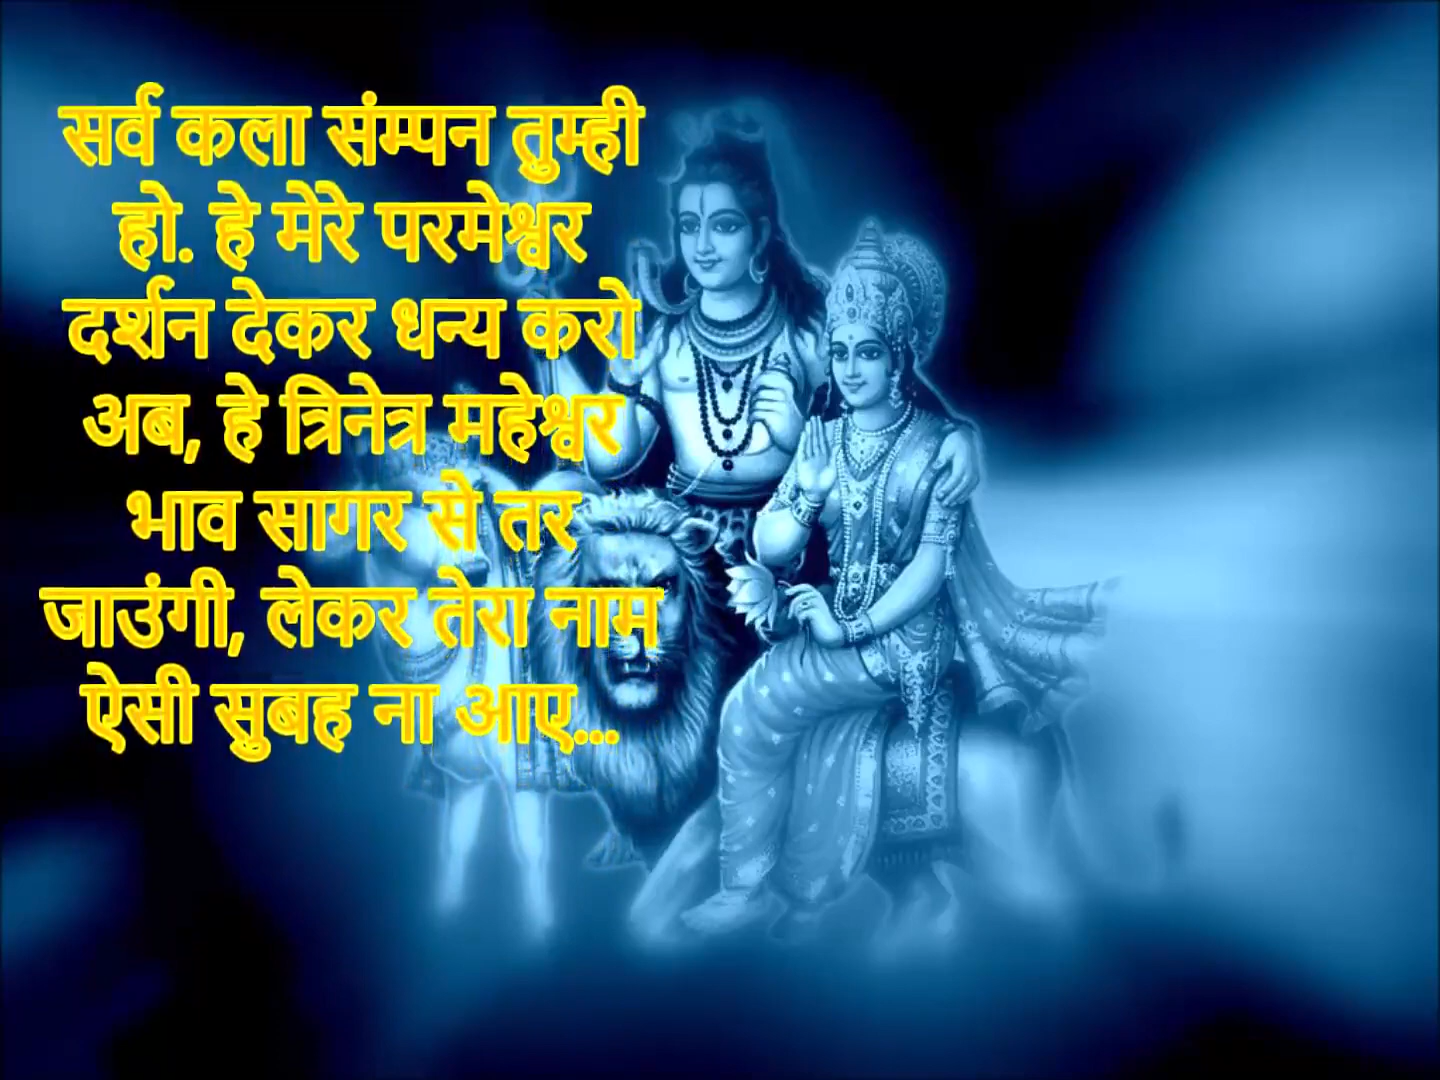 सर्व कला संम्पन तुम्ही
हो. हे मेरे परमेश्वर
दर्शन देकर धन्य करो
अब, हे त्रिनेत्र महेश्वर
भाव सागर से तर
जाउंगी, लेकर तेरा नाम
ऐसी सुबह ना आए...